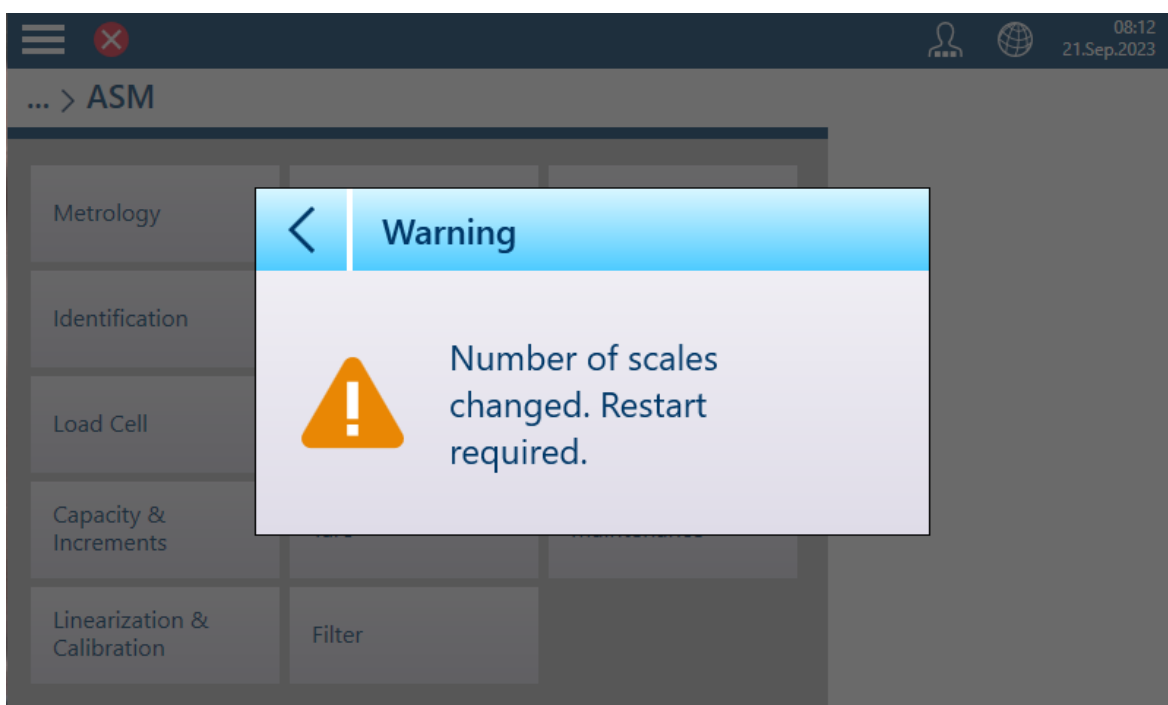 08:12
21.Sep.2023
... > ASM
Metrology
Warning
Identification
Number of scales
changed. Restart
required.
Load Cell
Capacity &
Increments
Linearization &
Calibration
Filter